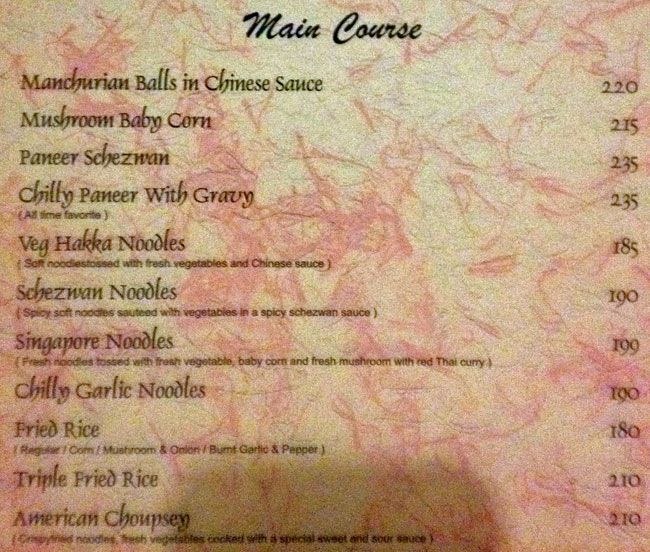 Main Course
Manchurian Balls in Chinese Sauce 220
Mushroom Baby Corn 215
Paneer Schezwan 235
Chilly Paneer With Gravy 235
( All time favorite )
Veg Hakka Noodles 185
( Soft noodlestossed with fresh vegetables and Chinese sauce )
Schezwan Noodles 190
( Spicy soft noodles sauteed with vegetables in a spicy schezwan sauce )
Singapore Noodles 199
( Fresh noodles tossed with fresh vegetable, baby corn and fresh mushroom with red Thai curry )
Chilly Garlic Noodles 190
Fried Rice 180
( Regular / Corn / Mushroom & Onion / Burnt Garlic & Pepper )
Triple Fried Rice 210
American Choupsey 210
( Crispyfried noodles, fresh vegetables cooked with a special sweet and sour sauce )